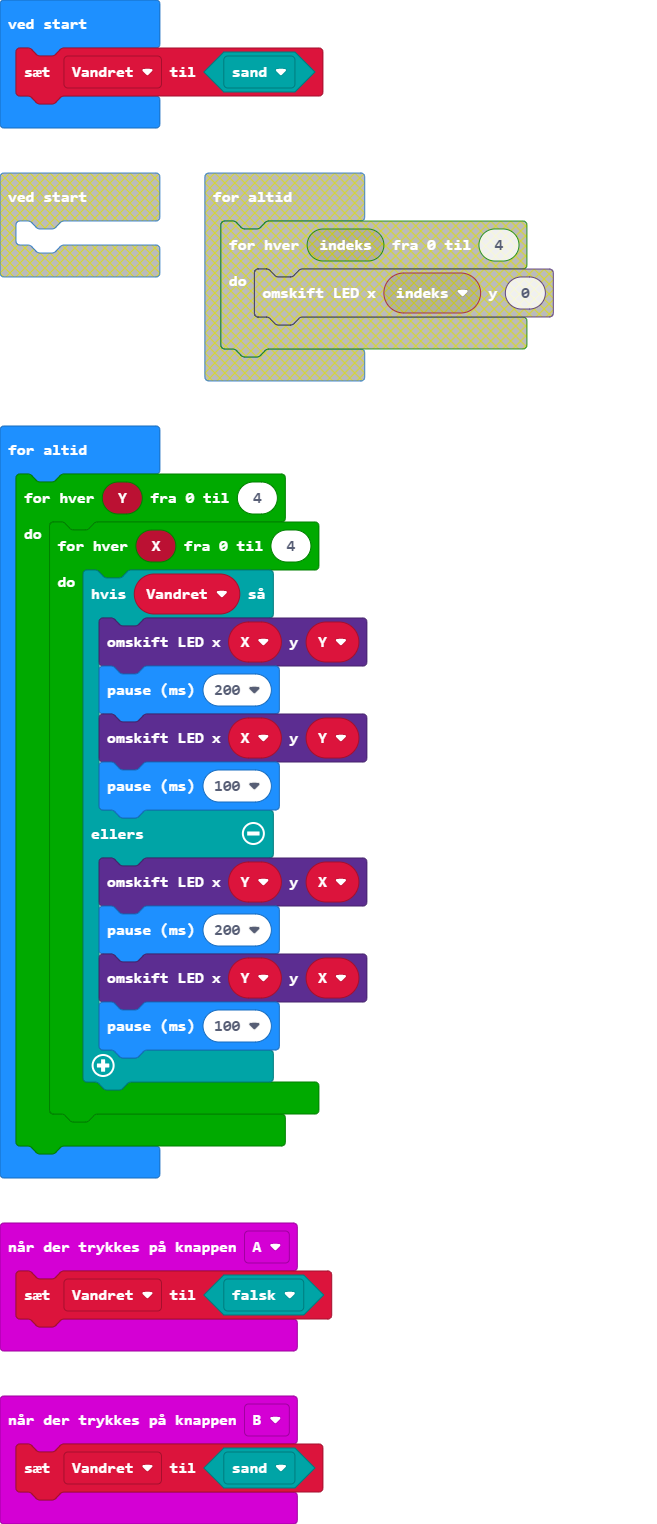 ved start
sæt Vandret til sand
ved start
for altid
for hver indeks fra 0 til 4
do
omskift LED x indeks y 0
for altid
for hver Y fra 0 til 4
do
for hver X fra 0 til 4
do
hvis Vandret så
omskift LED x X y Y
pause (ms) 200
omskift LED x X y Y
pause (ms) 100
ellers
omskift LED x Y y X
pause (ms) 200
omskift LED x Y y X
pause (ms) 100
når der trykkes på knappen A
sæt Vandret til falsk
når der trykkes på knappen B
sæt Vandret til sand